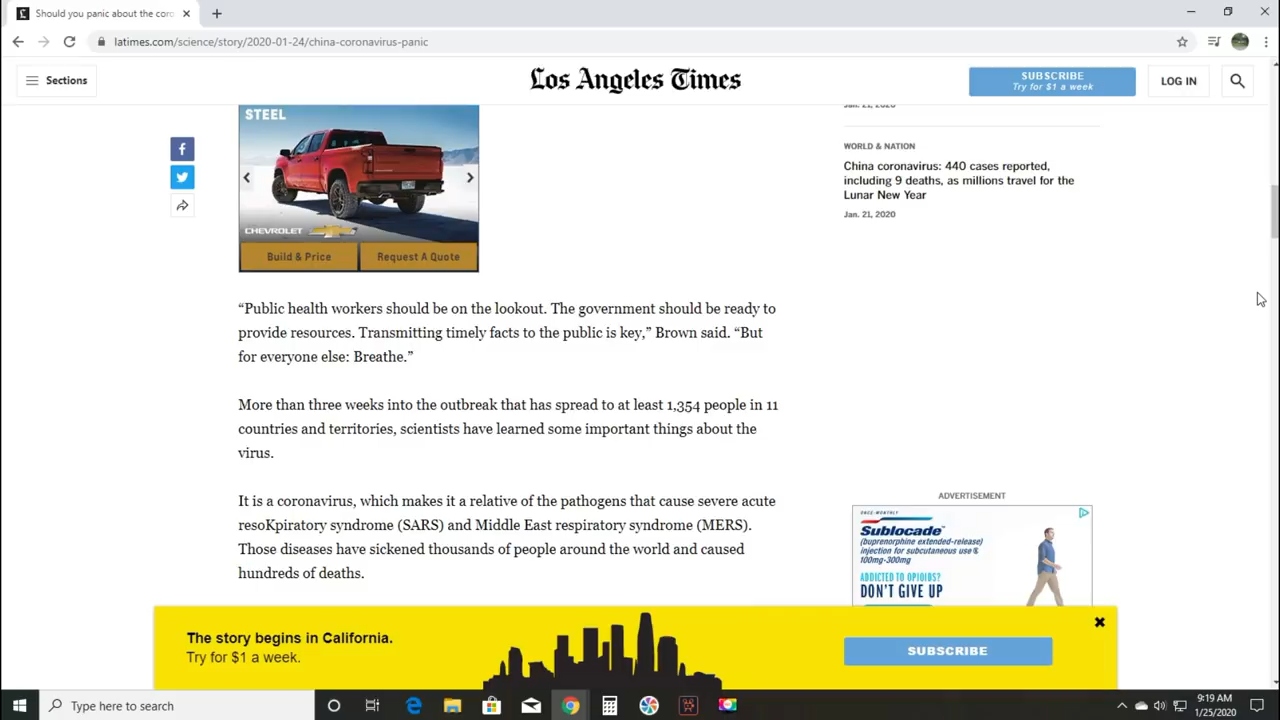 Should you panic about the coro
latimes.com/science/story/2020-01-24/china-coronavirus-panic
Sections
Los Angeles Times
SUBSCRIBE
Try for $1 a week
LOG IN
STEEL
CHEVROLET
Build & Price
Request A Quote
Jan. 21, 2020
WORLD & NATION
China coronavirus: 440 cases reported,
including 9 deaths, as millions travel for the
Lunar New Year
Jan. 21, 2020
“Public health workers should be on the lookout. The government should be ready to
provide resources. Transmitting timely facts to the public is key,” Brown said. “But
for everyone else: Breathe.”
More than three weeks into the outbreak that has spread to at least 1,354 people in 11
countries and territories, scientists have learned some important things about the
virus.
It is a coronavirus, which makes it a relative of the pathogens that cause severe acute
resoKpiratory syndrome (SARS) and Middle East respiratory syndrome (MERS).
Those diseases have sickened thousands of people around the world and caused
hundreds of deaths.
ADVERTISEMENT
ONCE-MONTHLY
Sublocade
(buprenorphine extended-release)
injection for subcutaneous use
100mg·300mg
ADDICTED TO OPIOIDS?
DON'T GIVE UP
The story begins in California.
Try for $1 a week.
SUBSCRIBE
Type here to search
9:19 AM
1/25/2020